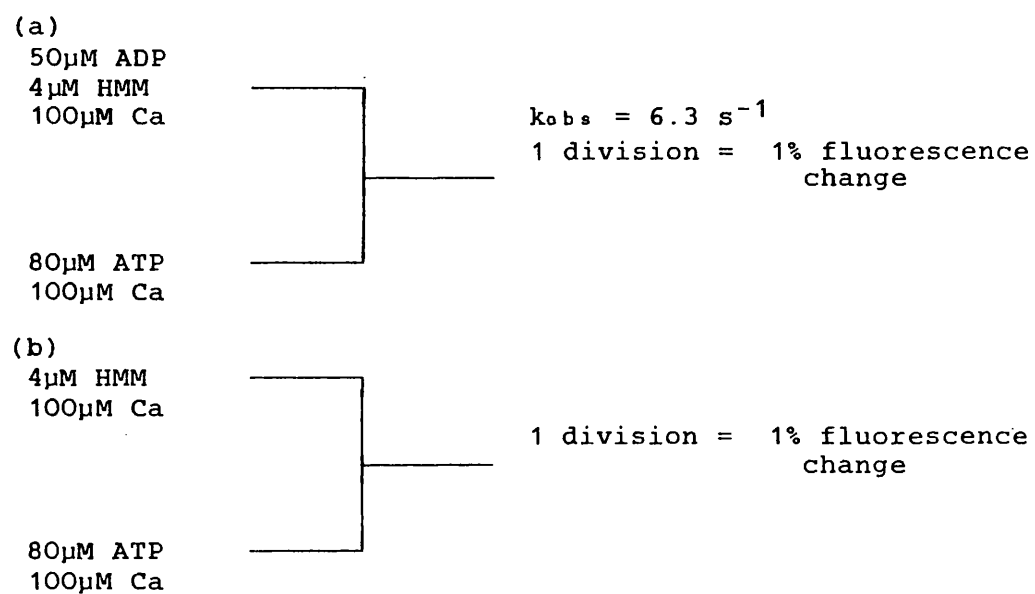 (a)
50µM ADP
4µM HMM
100µM Ca
kobs = 6.3 s⁻¹
1 division = 1% fluorescence
change
80µM ATP
100µM Ca
(b)
4µM HMM
100µM Ca
1 division = 1% fluorescence
change
80µM ATP
100µM Ca